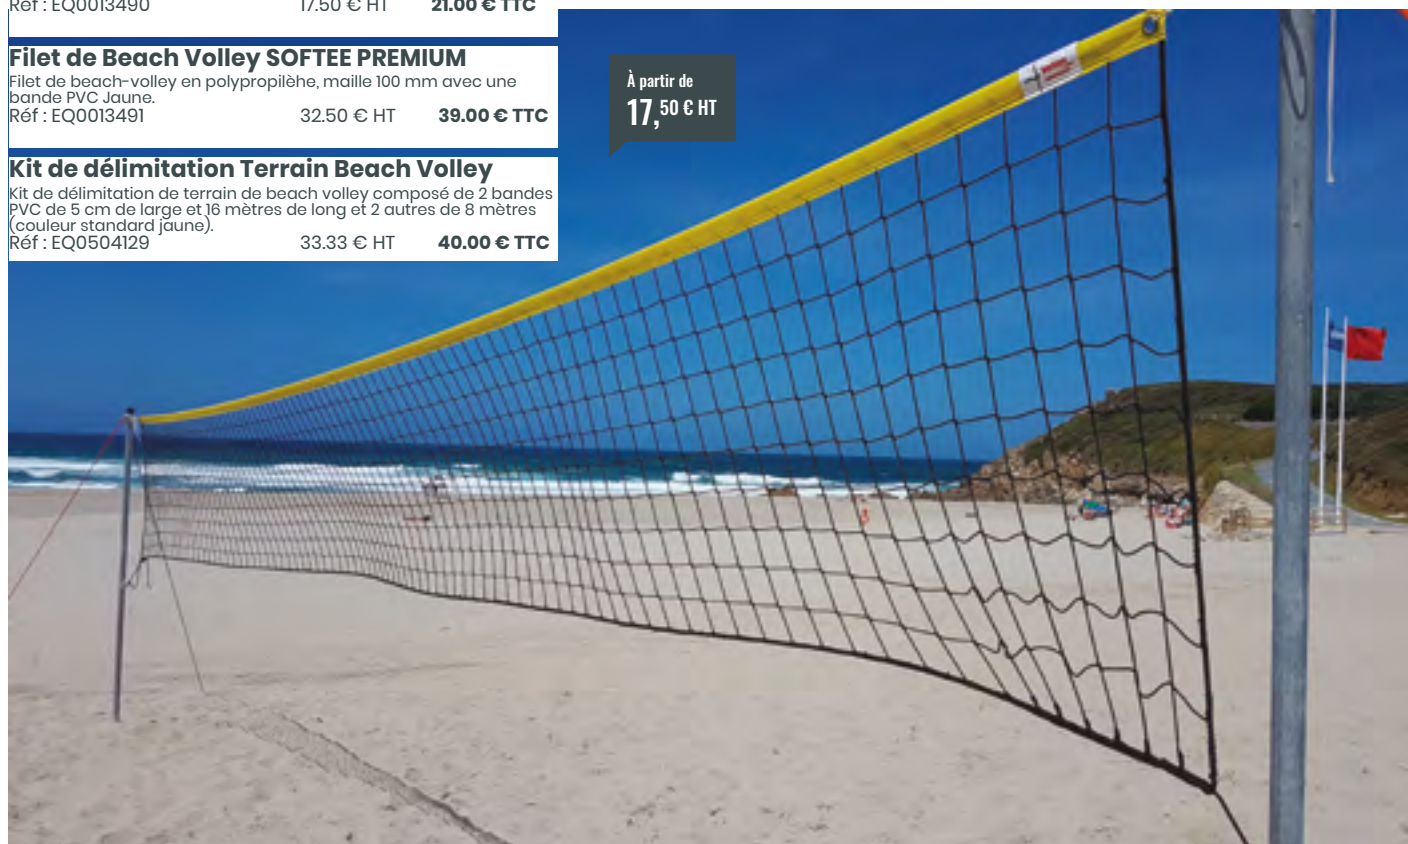 Réf : EQ0013490 17.50 € HT 21.00 € TTC
Filet de Beach Volley SOFTEE PREMIUM
Filet de beach-volley en polypropilèhe, maille 100 mm avec une
bande PVC Jaune.
Réf : EQ0013491 32.50 € HT 39.00 € TTC
Kit de délimitation Terrain Beach Volley
Kit de délimitation de terrain de beach volley composé de 2 bandes
PVC de 5 cm de large et 16 mètres de long et 2 autres de 8 mètres
(couleur standard jaune).
Réf : EQ0504129 33.33 € HT 40.00 € TTC
À partir de
17,50 € HT